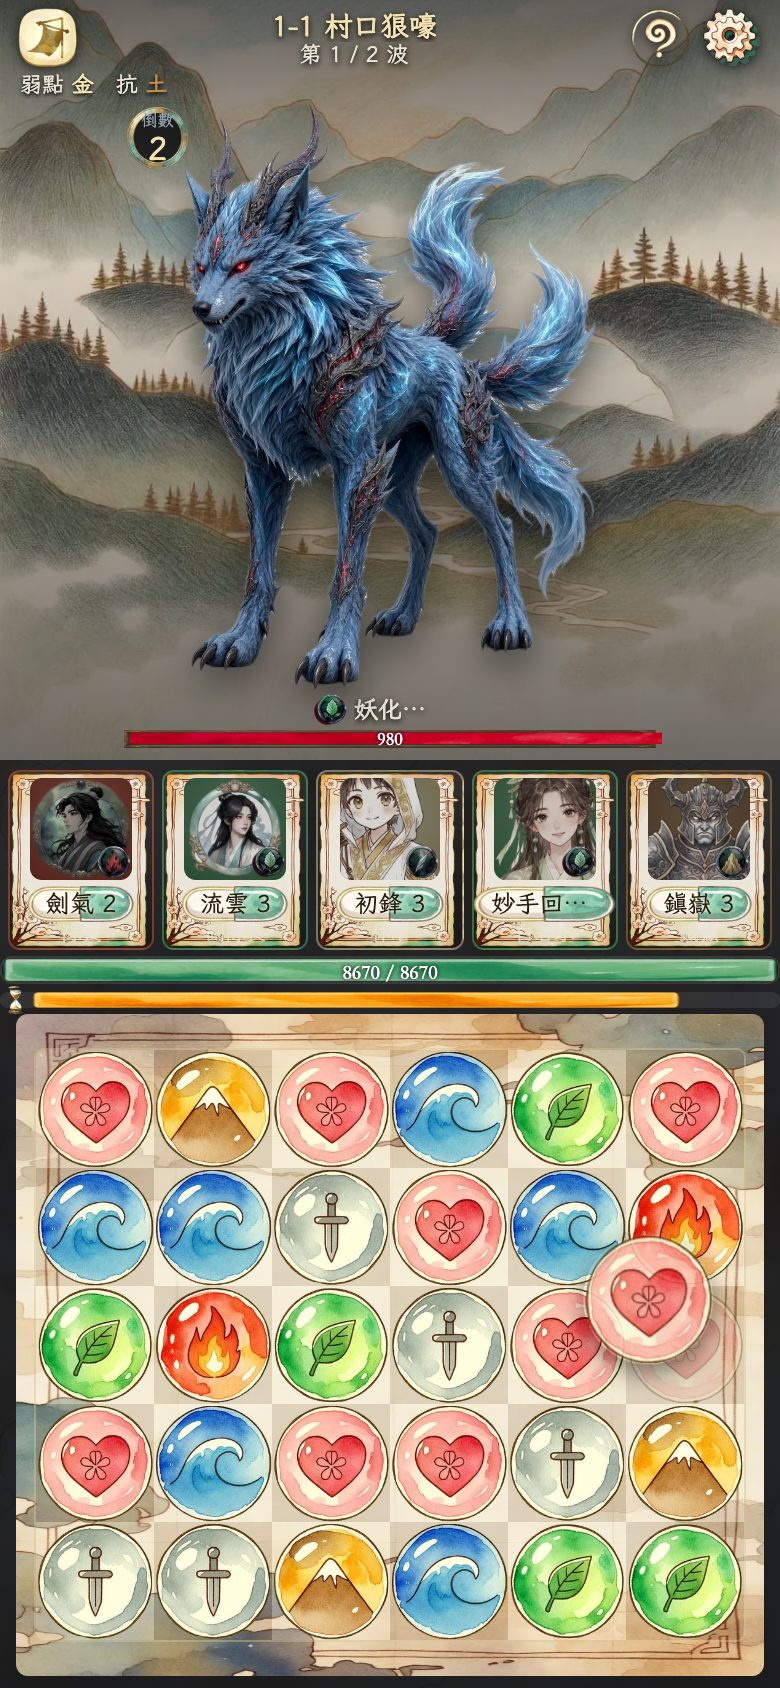 1-1 村口狼嚎
第 1 / 2 波
弱點 金 抗 土
倒數
2
妖化…
980
劍氣 2
流雲 3
初鋒 3
妙手回…
鎮嶽 3
8670 / 8670